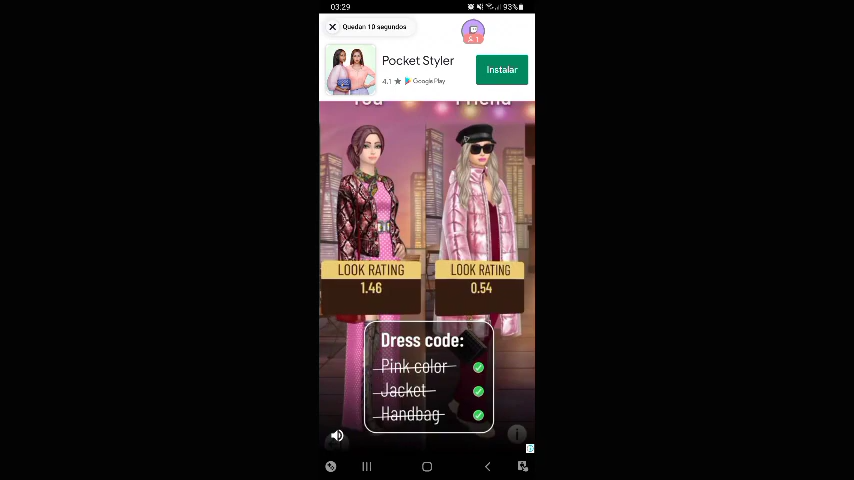 03:29
93%
Quedan 10 segundos
1
Pocket Styler
4.1 ★ Google Play
Instalar
You
Friend
LOOK RATING
1.46
LOOK RATING
0.54
Dress code:
Pink color
Jacket
Handbag